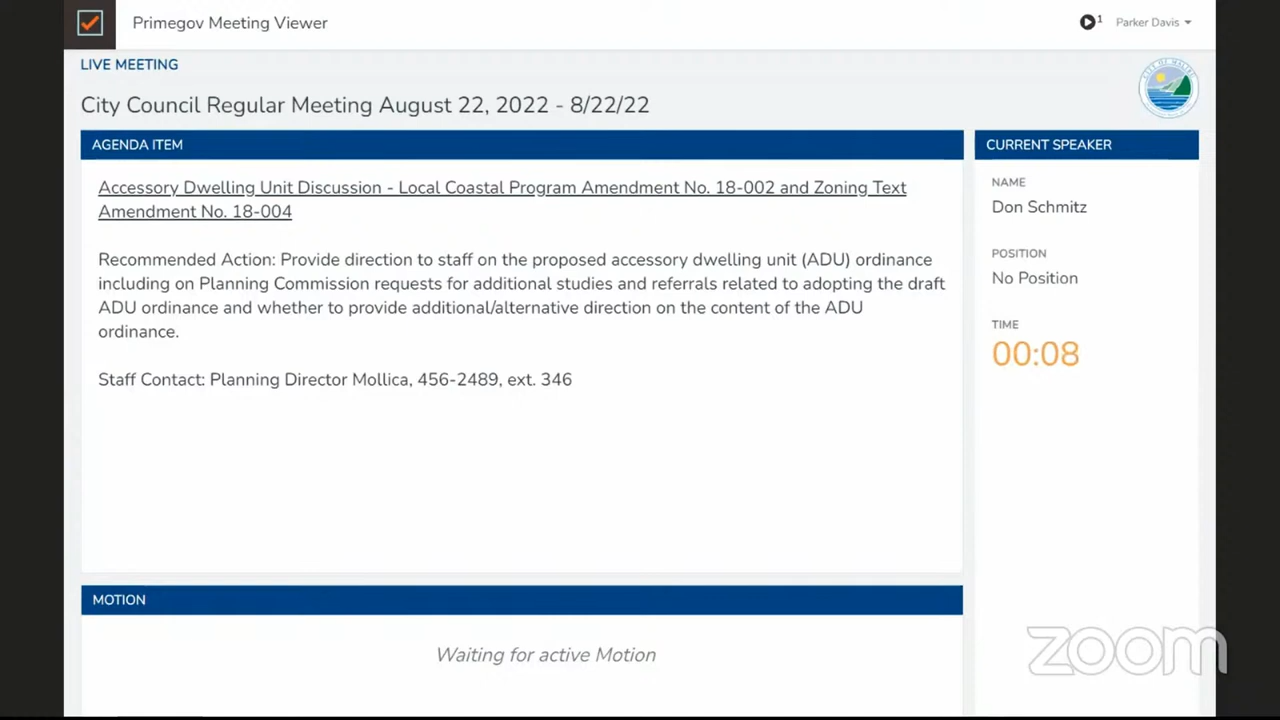 Primegov Meeting Viewer
1
Parker Davis
LIVE MEETING
City Council Regular Meeting August 22, 2022 - 8/22/22
AGENDA ITEM
Accessory Dwelling Unit Discussion - Local Coastal Program Amendment No. 18-002 and Zoning Text
Amendment No. 18-004
Recommended Action: Provide direction to staff on the proposed accessory dwelling unit (ADU) ordinance
including on Planning Commission requests for additional studies and referrals related to adopting the draft
ADU ordinance and whether to provide additional/alternative direction on the content of the ADU
ordinance.
Staff Contact: Planning Director Mollica, 456-2489, ext. 346
CURRENT SPEAKER
NAME
Don Schmitz
POSITION
No Position
TIME
00:08
MOTION
Waiting for active Motion
zoom